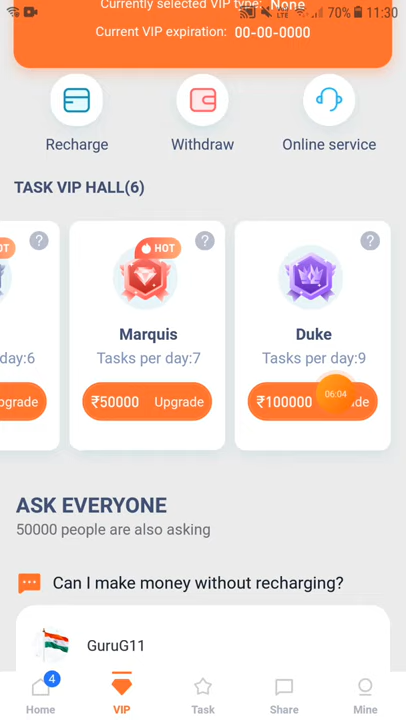 Currently selected VIP type: None
LTE 70% 11:30
Current VIP expiration: 00-00-0000
Recharge
Withdraw
Online service
TASK VIP HALL(6)
OT
?
HOT
?
?
Marquis
Duke
day:6
Tasks per day:7
Tasks per day:9
pgrade
₹50000 Upgrade
₹100000 de
06:04
ASK EVERYONE
50000 people are also asking
Can I make money without recharging?
GuruG11
4
Home
VIP
Task
Share
Mine